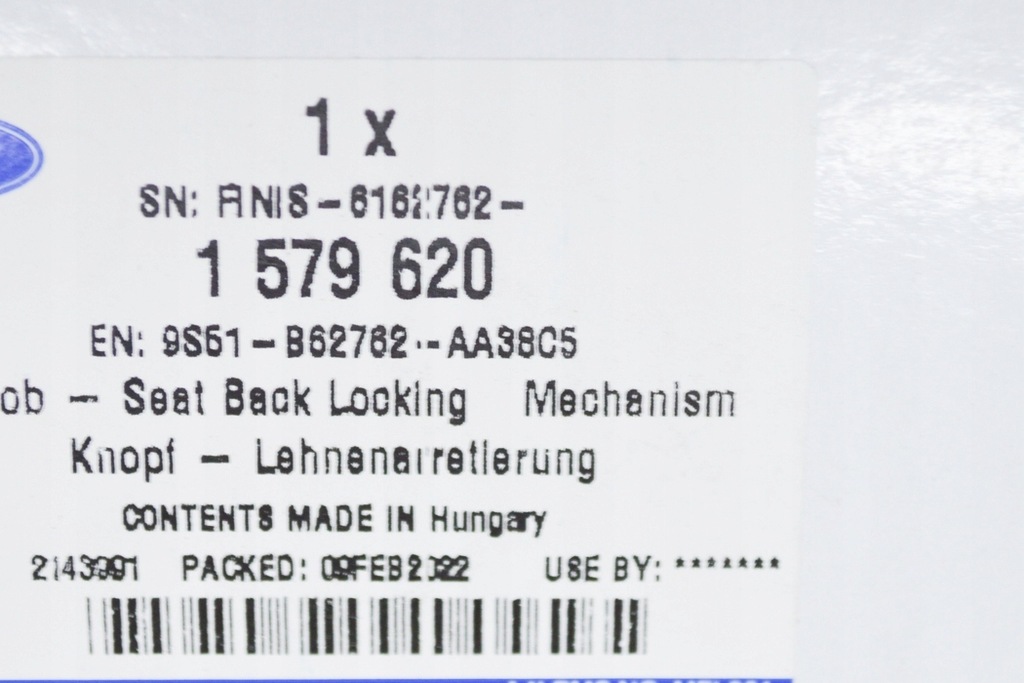 1 x
SN: FINIS-6162762-
1 579 620
EN: 9S51-B62762--AA38C5
ob - Seat Back Locking Mechanism
Knopf - Lehnenarretierung
CONTENTS MADE IN Hungary
2143991 PACKED: 09FEB2022 USE BY: *******